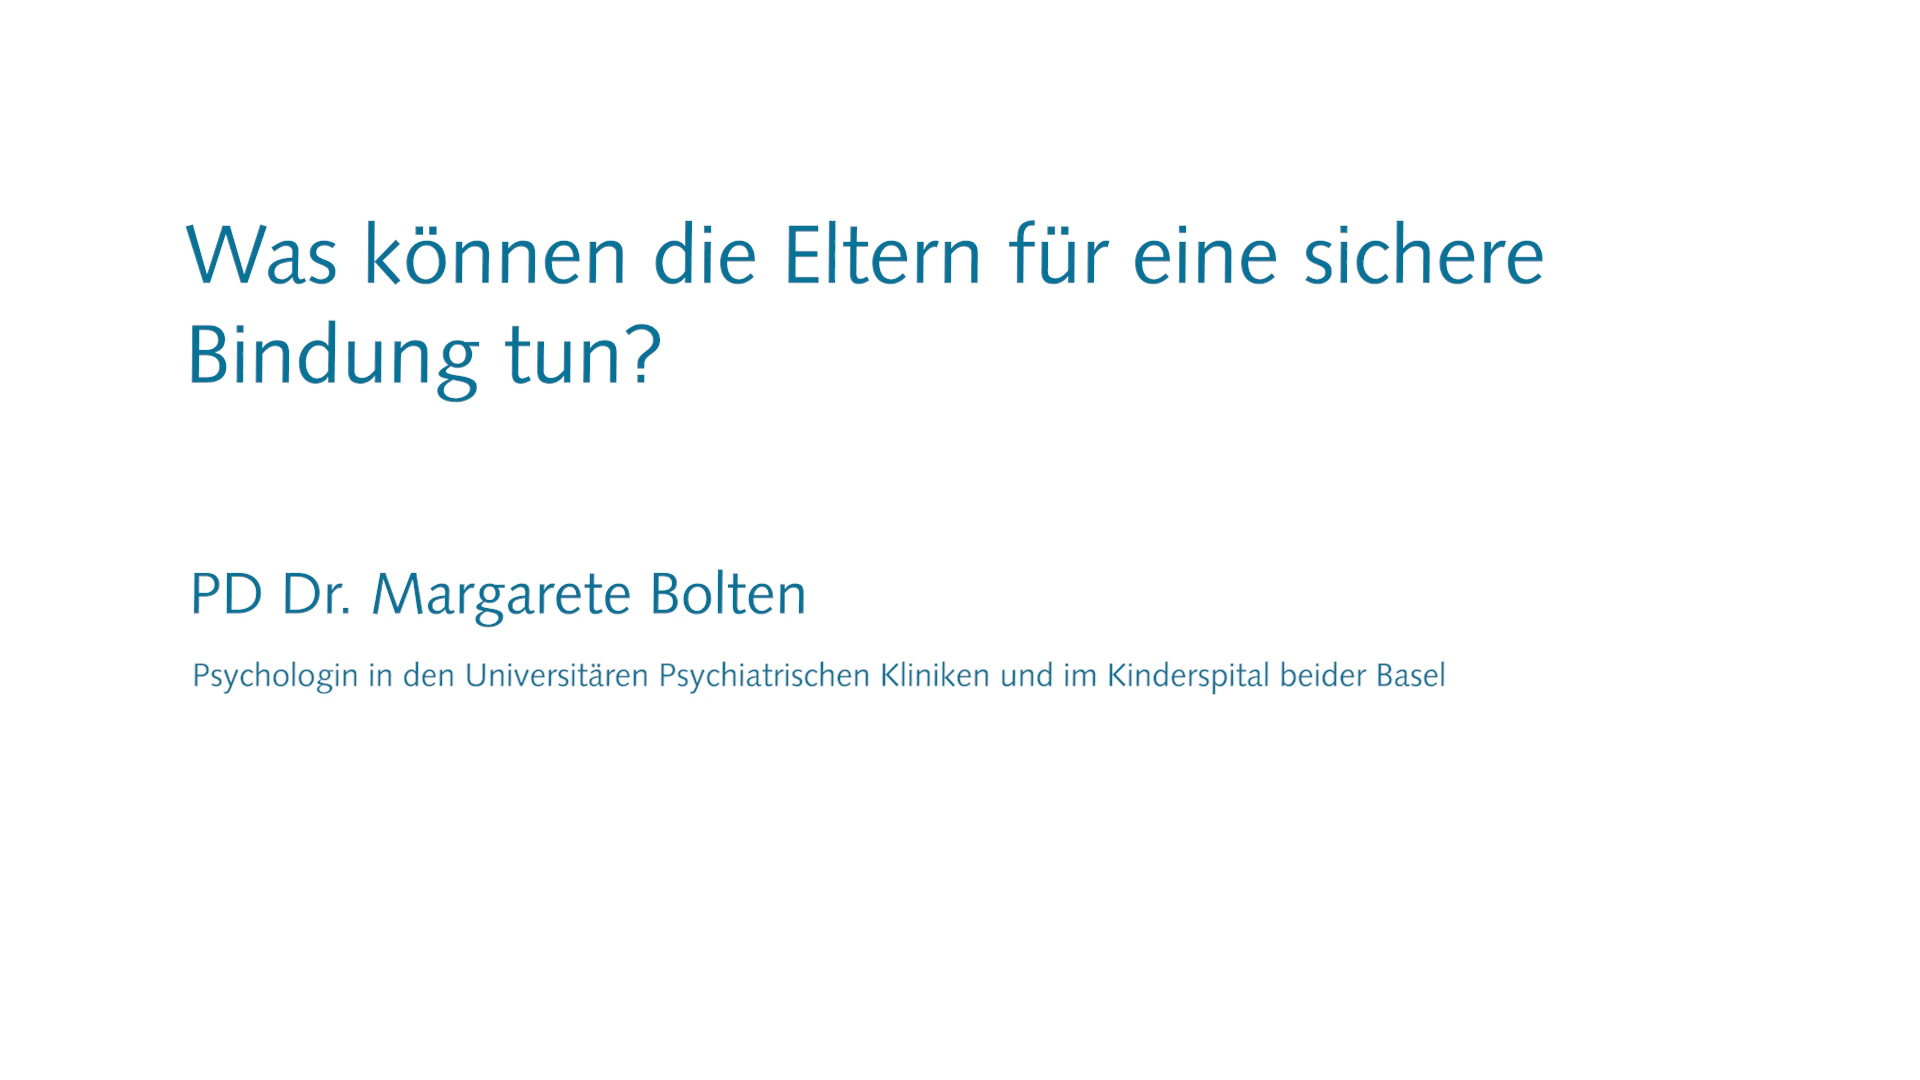 Was können die Eltern für eine sichere
Bindung tun?
PD Dr. Margarete Bolten
Psychologin in den Universitären Psychiatrischen Kliniken und im Kinderspital beider Basel